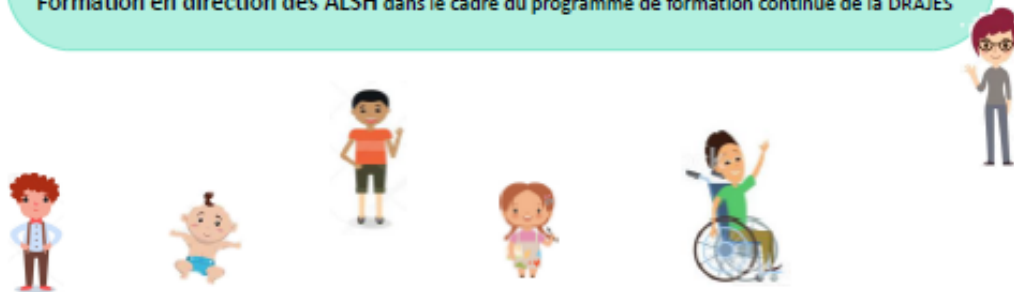 Formation en direction des ALSH dans le cadre du programme de formation continue de la DRAJES